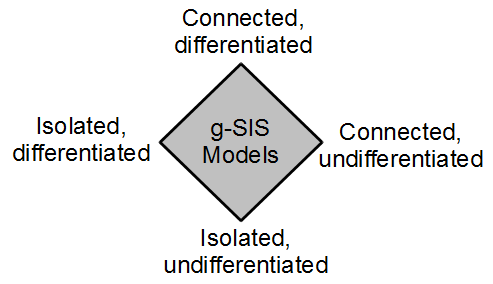 Connected,
differentiated
Isolated,
differentiated
g-SIS
Models
Connected,
undifferentiated
Isolated,
undifferentiated